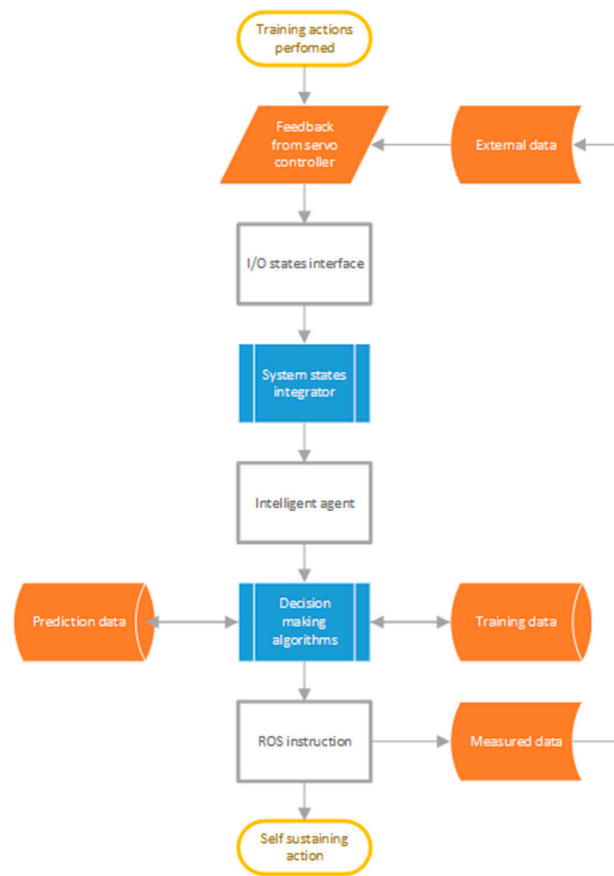 Training actions
perfomed
Feedback
from servo
controller
External data
I/O states interface
System states
integrator
Intelligent agent
Prediction data
Decision
making
algorithms
Training data
ROS instruction
Measured data
Self sustaining
action